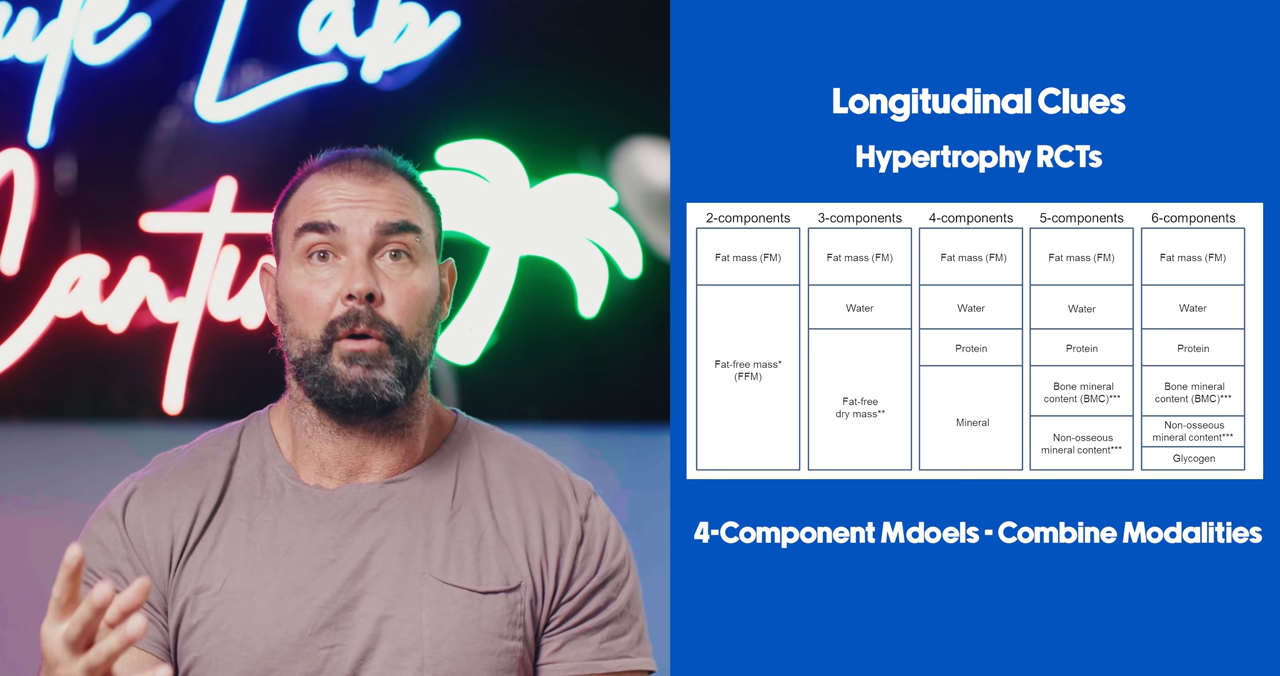 Lab
Longitudinal Clues
Hypertrophy RCTs
2-components 3-components 4-components 5-components 6-components
Fat mass (FM) Fat mass (FM) Fat mass (FM) Fat mass (FM) Fat mass (FM)
Water Water Water Water
Protein Protein Protein
Fat-free mass*
(FFM)
Bone mineral
content (BMC)***
Bone mineral
content (BMC)***
Fat-free
dry mass**
Mineral
Non-osseous
mineral content***
Non-osseous
mineral content***
Glycogen
4-Component Mdoels - Combine Modalities